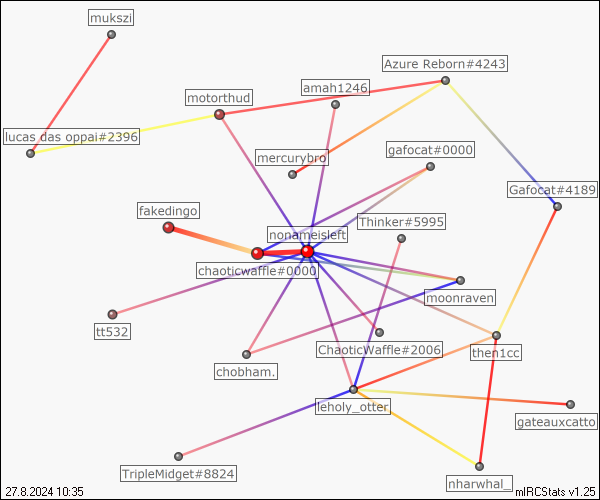 mukszi
Azure Reborn#4243
amah1246
motorthud
lucas das oppai#2396
gafocat#0000
mercurybro
Gafocat#4189
fakedingo
Thinker#5995
nonameisleft
chaoticwaffle#0000
moonraven
tt532
ChaoticWaffle#2006
then1cc
chobham.
leholy_otter
gateauxcatto
TripleMidget#8824
nharwhal_
27.8.2024 10:35
mIRCStats v1.25